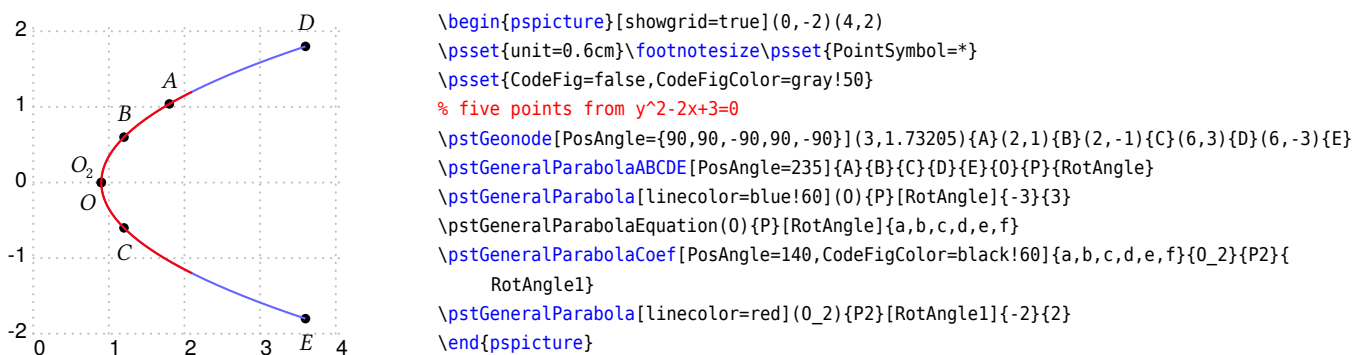 2
1
0
-1
-2
0
1
2
3
4
D
A
B
O2
O
C
E
\begin{pspicture}[showgrid=true](0,-2)(4,2)
\psset{unit=0.6cm}\footnotesize\psset{PointSymbol=*}
\psset{CodeFig=false,CodeFigColor=gray!50}
% five points from y^2-2x+3=0
\pstGeonode[PosAngle={90,90,-90,90,-90}](3,1.73205){A}(2,1){B}(2,-1){C}(6,3){D}(6,-3){E}
\pstGeneralParabolaABCDE[PosAngle=235]{A}{B}{C}{D}{E}{O}{P}{RotAngle}
\pstGeneralParabola[linecolor=blue!60](O){P}[RotAngle]{-3}{3}
\pstGeneralParabolaEquation(O){P}[RotAngle]{a,b,c,d,e,f}
\pstGeneralParabolaCoef[PosAngle=140,CodeFigColor=black!60]{a,b,c,d,e,f}{O_2}{P2}{
RotAngle1}
\pstGeneralParabola[linecolor=red](O_2){P2}[RotAngle1]{-2}{2}
\end{pspicture}